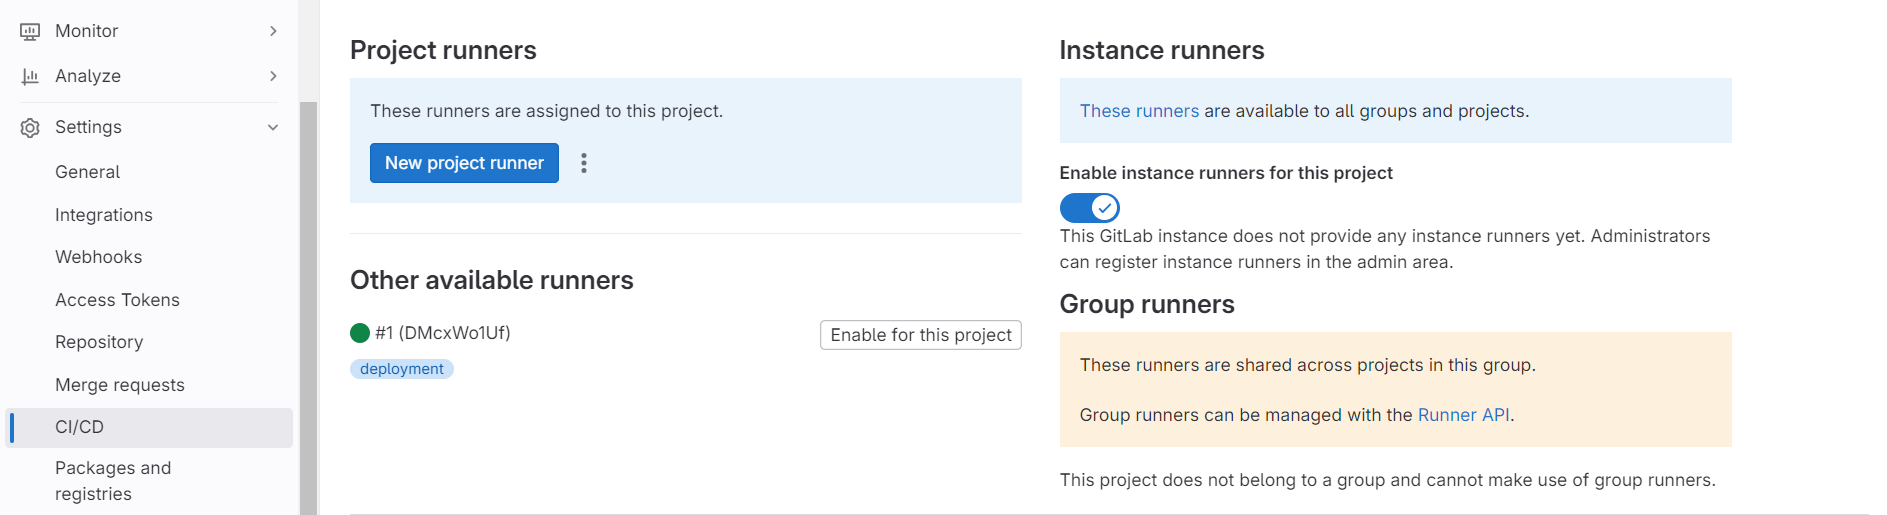 Monitor
Analyze
Settings
General
Integrations
Webhooks
Access Tokens
Repository
Merge requests
CI/CD
Packages and
registries
Project runners
These runners are assigned to this project.
New project runner
Other available runners
#1 (DMcxWo1Uf)
Enable for this project
deployment
Instance runners
These runners are available to all groups and projects.
Enable instance runners for this project
This GitLab instance does not provide any instance runners yet. Administrators
can register instance runners in the admin area.
Group runners
These runners are shared across projects in this group.
Group runners can be managed with the Runner API.
This project does not belong to a group and cannot make use of group runners.